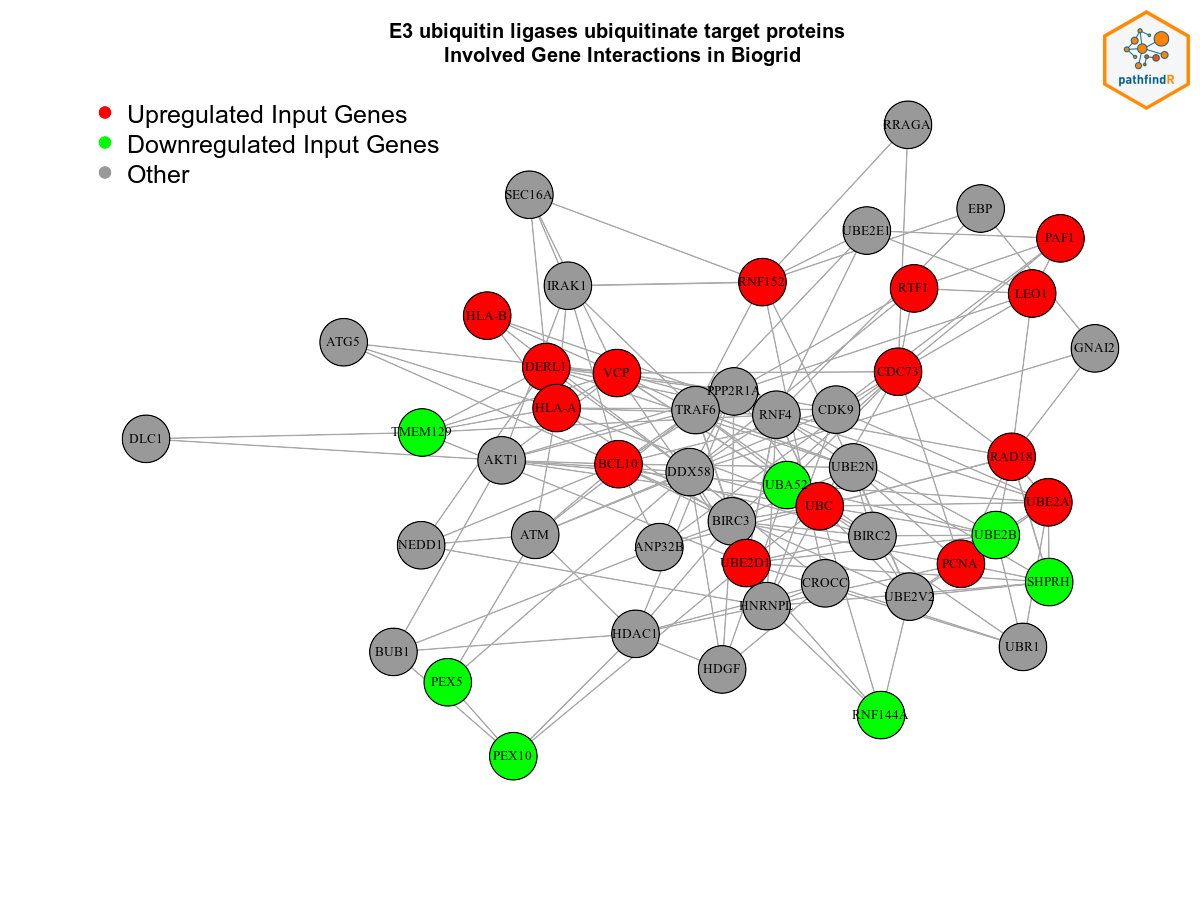 E3 ubiquitin ligases ubiquitinate target proteins
Involved Gene Interactions in Biogrid
pathfindR
Upregulated Input Genes
Downregulated Input Genes
Other
RRAGA
SEC16A
EBP
UBE2E1
PAF1
RNF152
IRAK1
RTF1
LEO1
HLA-B
ATG5
GNAI2
DERL1
VCP
CDC73
PPP2R1A
HLA-A
TRAF6
RNF4
CDK9
TMEM129
DLC1
AKT1
BCL10
DDX58
UBE2N
RAD18
UBA52
UBC
UBE2A
BIRC3
ATM
BIRC2
UBE2B
NEDD1
ANP32B
UBE2D1
PCNA
CROCC
SHPRH
HNRNPL
UBE2V2
HDAC1
BUB1
UBR1
HDGF
PEX5
RNF144A
PEX10